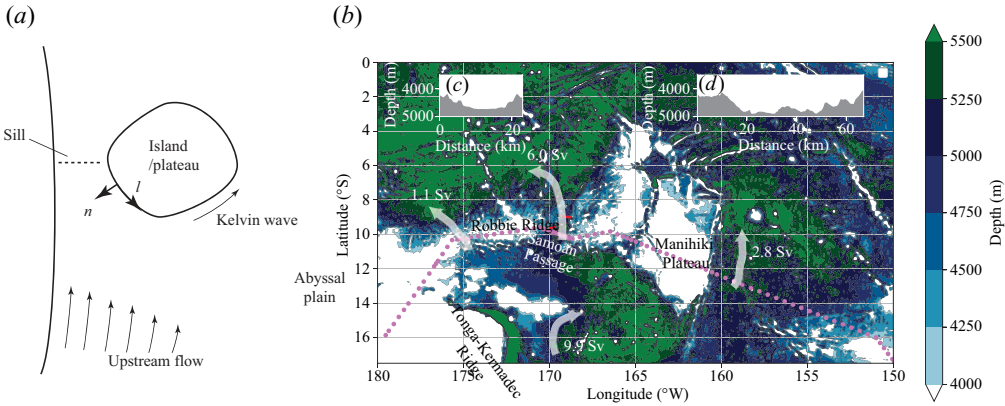 (a)
Sill
Island
/plateau
l
n
Kelvin wave
Upstream flow
(b)
Abyssal
plain
Latitude (°S)
0
2
4
6
8
10
12
14
16
180
175
170
165
160
155
150
Longitude (°W)
(c)
Depth (m)
4000
5000
0
20
Distance (km)
(d)
Depth (m)
4000
5000
0
20
40
60
Distance (km)
6.0 Sv
1.1 Sv
Robbie Ridge
Samoan
Passage
Manihiki
Plateau
2.8 Sv
9.9 Sv
Tonga-Kermadec
Ridge
5500
5250
5000
4750
4500
4250
4000
Depth (m)